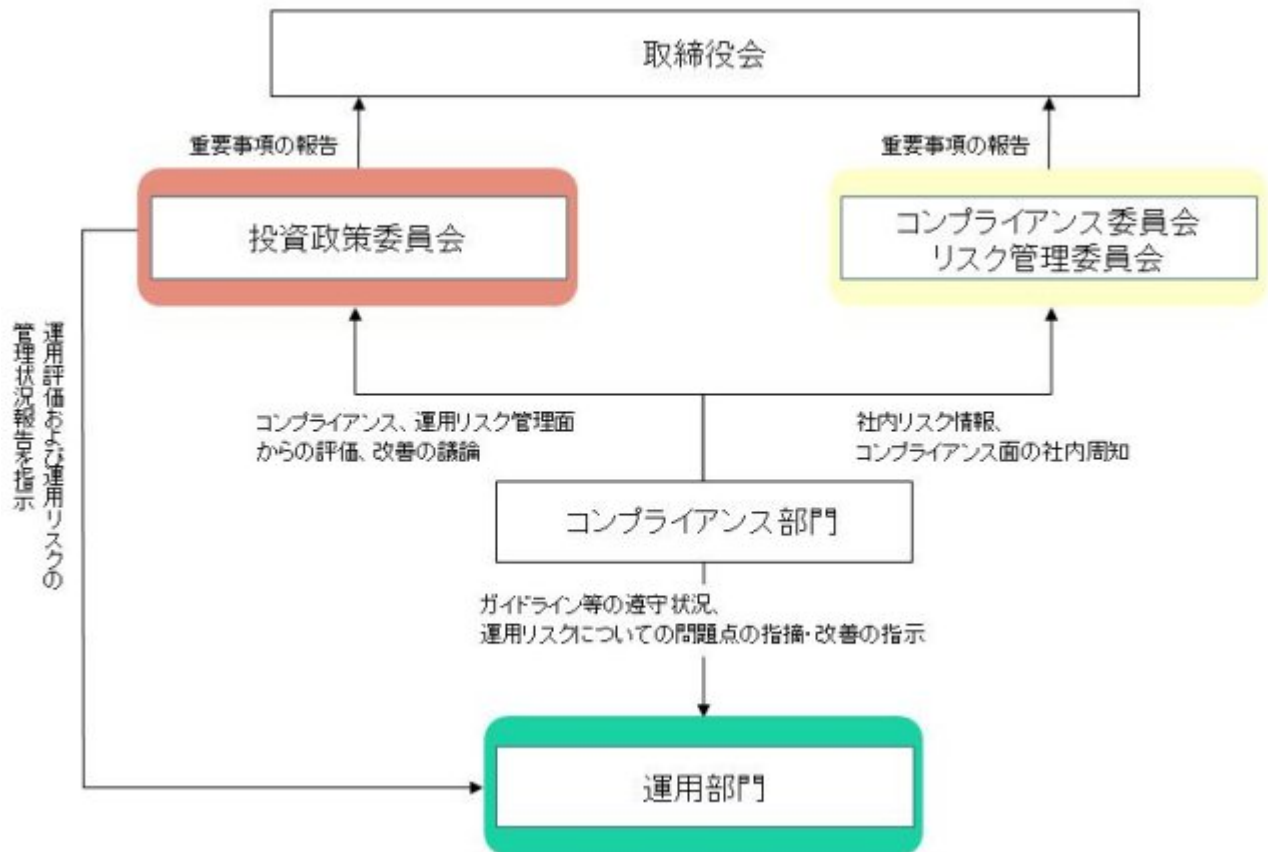 取締役会
重要事項の報告
重要事項の報告
投資政策委員会
コンプライアンス委員会
リスク管理委員会
運用評価および運用リスクの
管理状況報告を指示
コンプライアンス、運用リスク管理面
からの評価、改善の議論
社内リスク情報、
コンプライアンス面の社内周知
コンプライアンス部門
ガイドライン等の遵守状況、
運用リスクについての問題点の指摘・改善の指示
運用部門